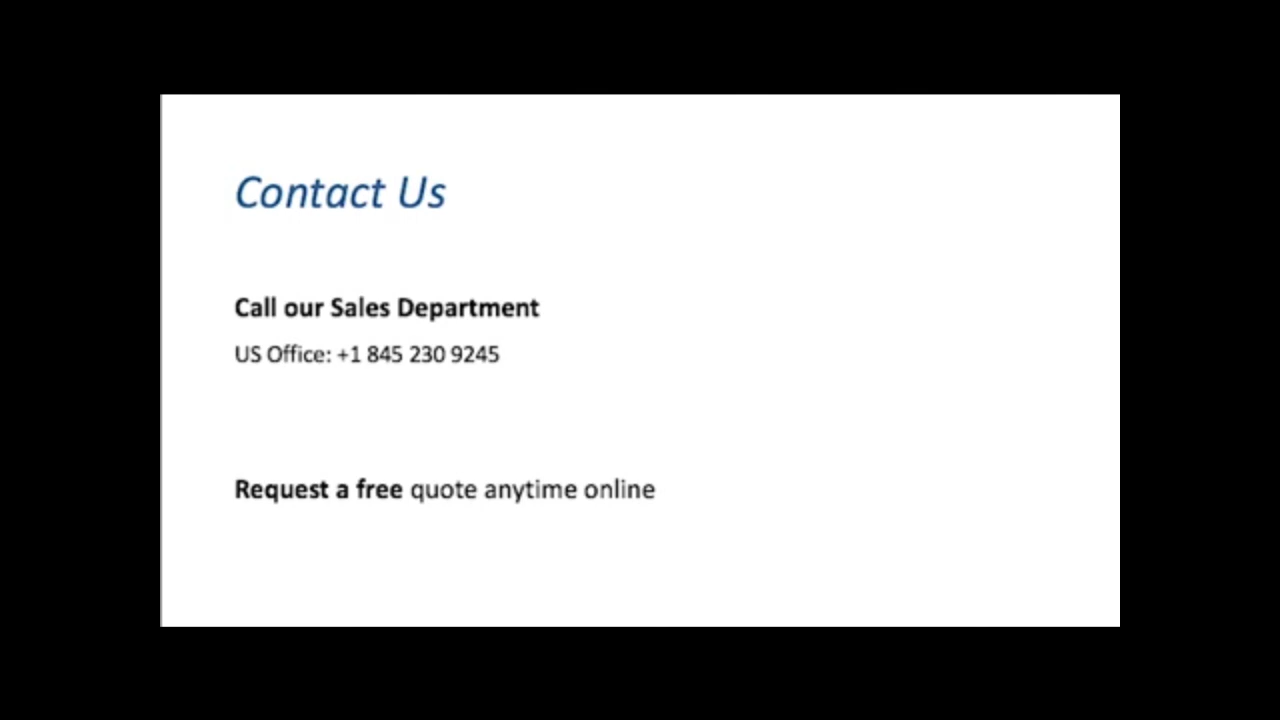 Contact Us
Call our Sales Department
US Office: +1 845 230 9245
Request a free quote anytime online